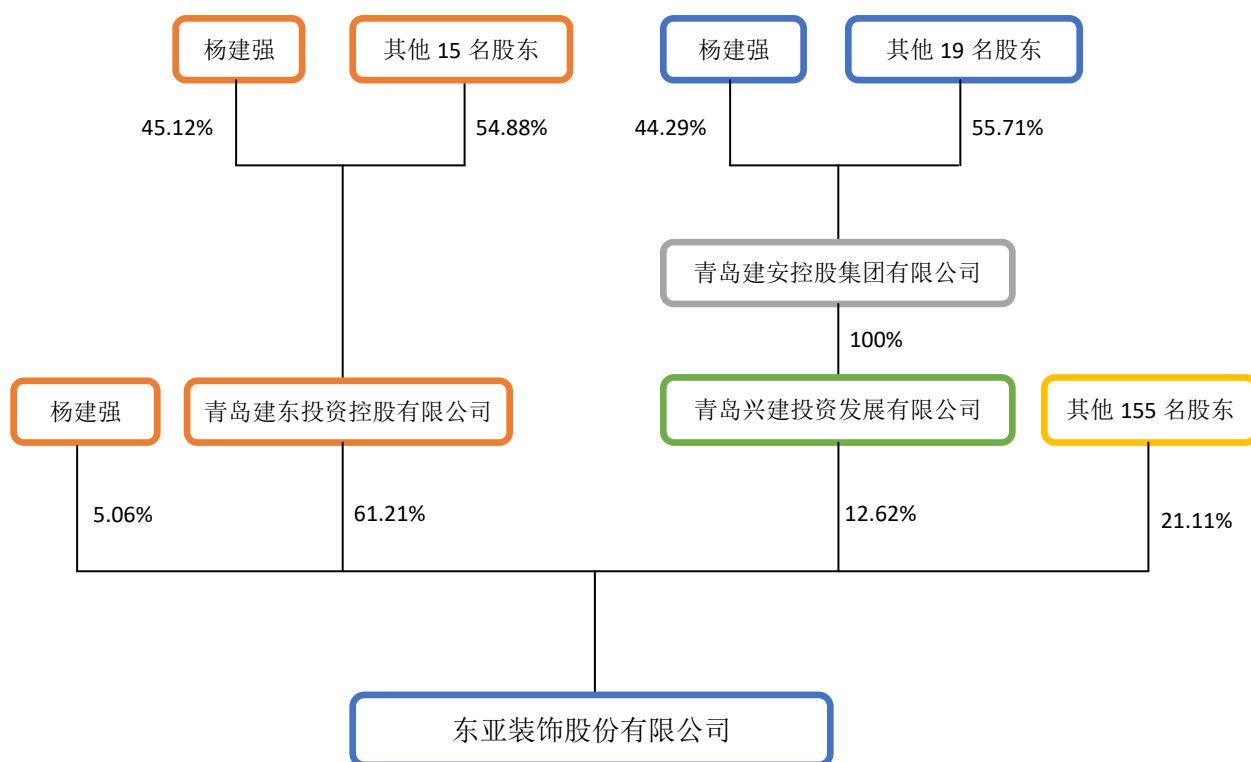 杨建强
其他 15 名股东
杨建强
其他 19 名股东
45.12%
54.88%
44.29%
55.71%
青岛建安控股集团有限公司
100%
杨建强
青岛建东投资控股有限公司
青岛兴建投资发展有限公司
其他 155 名股东
5.06%
61.21%
12.62%
21.11%
东亚装饰股份有限公司